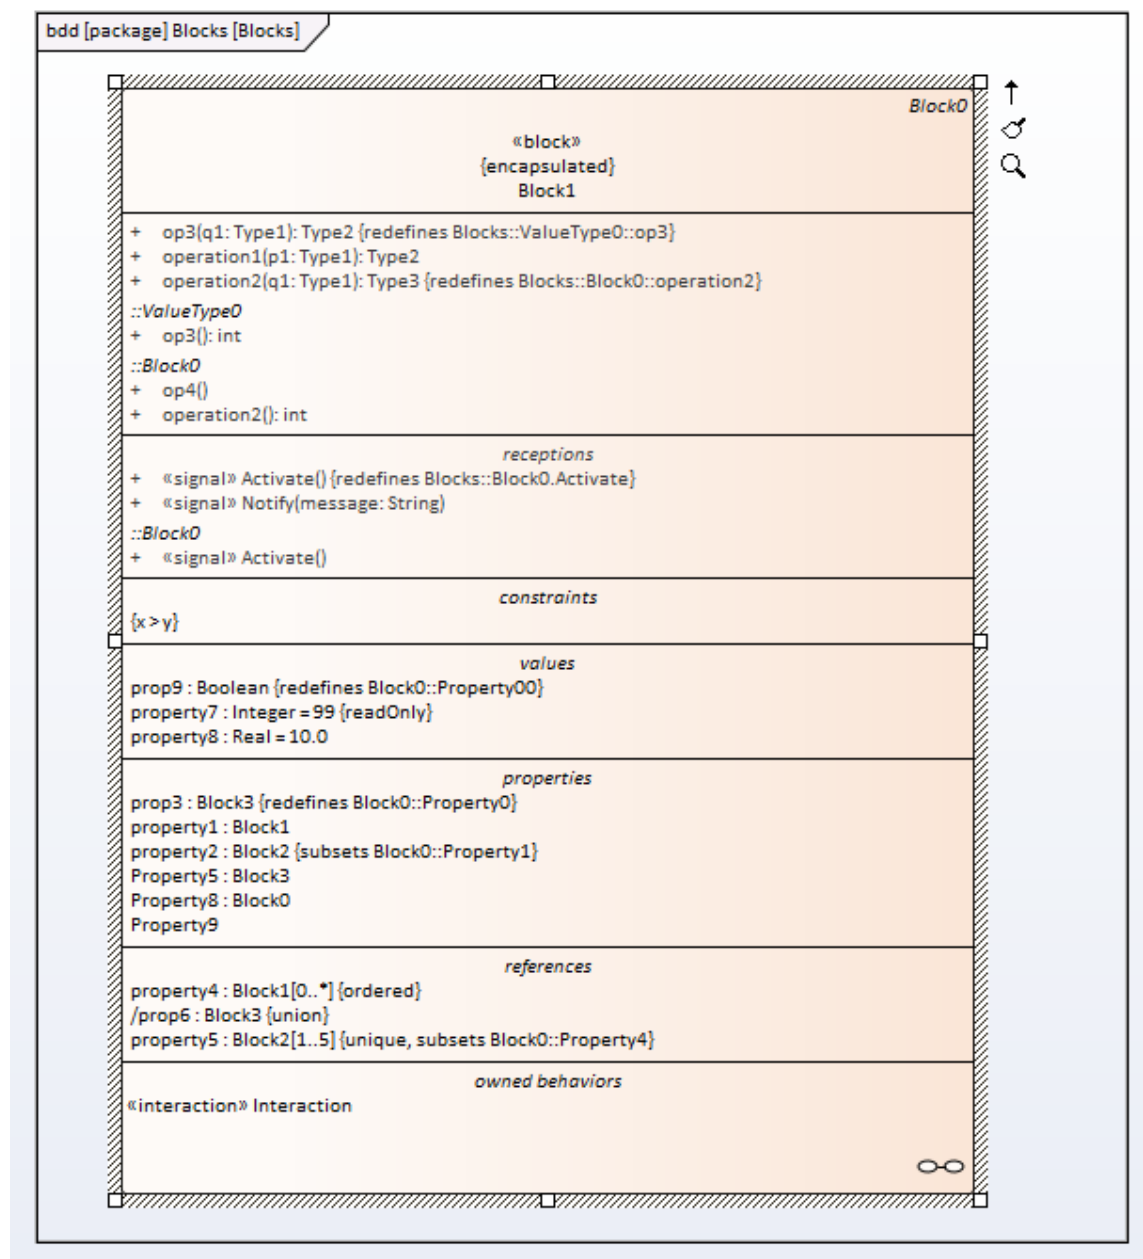 bdd [package] Blocks [Blocks]
Block0
«block»
{encapsulated}
Block1
+ op3(q1: Type1): Type2 {redefines Blocks::ValueType0::op3}
+ operation1(p1: Type1): Type2
+ operation2(q1: Type1): Type3 {redefines Blocks::Block0::operation2}
::ValueType0
+ op3(): int
::Block0
+ op4()
+ operation2(): int
receptions
+ «signal» Activate() {redefines Blocks::Block0.Activate}
+ «signal» Notify(message: String)
::Block0
+ «signal» Activate()
constraints
{x > y}
values
prop9 : Boolean {redefines Block0::Property00}
property7 : Integer = 99 {readOnly}
property8 : Real = 10.0
properties
prop3 : Block3 {redefines Block0::Property0}
property1 : Block1
property2 : Block2 {subsets Block0::Property1}
Property5 : Block3
Property8 : Block0
Property9
references
property4 : Block1[0..*] {ordered}
/prop6 : Block3 {union}
property5 : Block2[1..5] {unique, subsets Block0::Property4}
owned behaviors
«interaction» Interaction